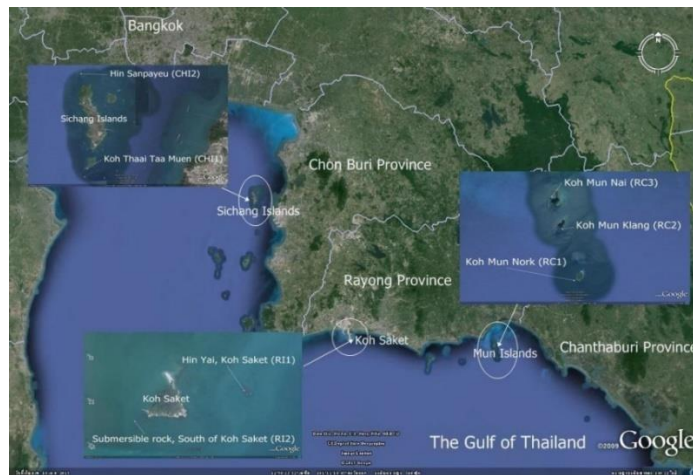 Bangkok
N
Hin Sanpayeu (CHI2)
Sichang Islands
Koh Thaai Taa Muen (CHI1)
Chon Buri Province
Sichang Islands
Koh Mun Nai (RC3)
Koh Mun Klang (RC2)
Koh Mun Nork (RC1)
Google
Rayong Province
Koh Saket
Mun Islands
Chanthaburi Province
Hin Yai, Koh Saket (RI1)
Koh Saket
Submersible rock, South of Koh Saket (RI2)
Google
The Gulf of Thailand
©2009 Google